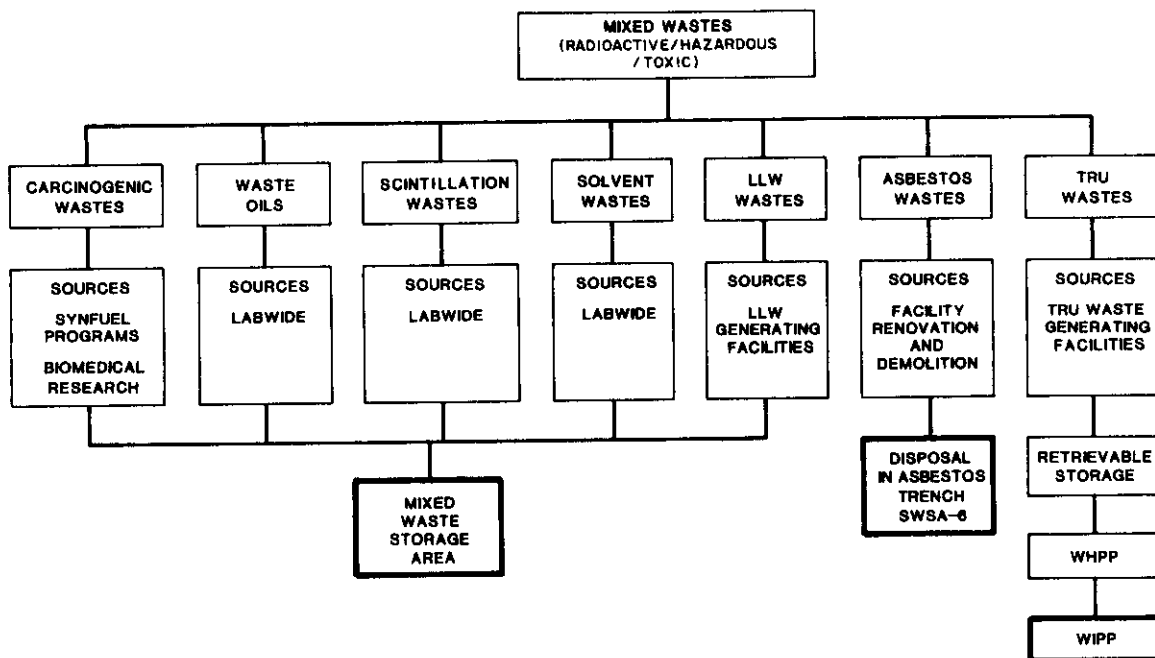 MIXED WASTES
(RADIOACTIVE/HAZARDOUS
/TOXIC)
CARCINOGENIC
WASTES
WASTE
OILS
SCINTILLATION
WASTES
SOLVENT
WASTES
LLW
WASTES
ASBESTOS
WASTES
TRU
WASTES
SOURCES
SYNFUEL
PROGRAMS
BIOMEDICAL
RESEARCH
SOURCES
LABWIDE
SOURCES
LABWIDE
SOURCES
LABWIDE
SOURCES
LLW
GENERATING
FACILITIES
SOURCES
FACILITY
RENOVATION
AND
DEMOLITION
SOURCES
TRU WASTE
GENERATING
FACILITIES
MIXED
WASTE
STORAGE
AREA
DISPOSAL
IN ASBESTOS
TRENCH
SWSA-6
RETRIEVABLE
STORAGE
WHPP
WIPP